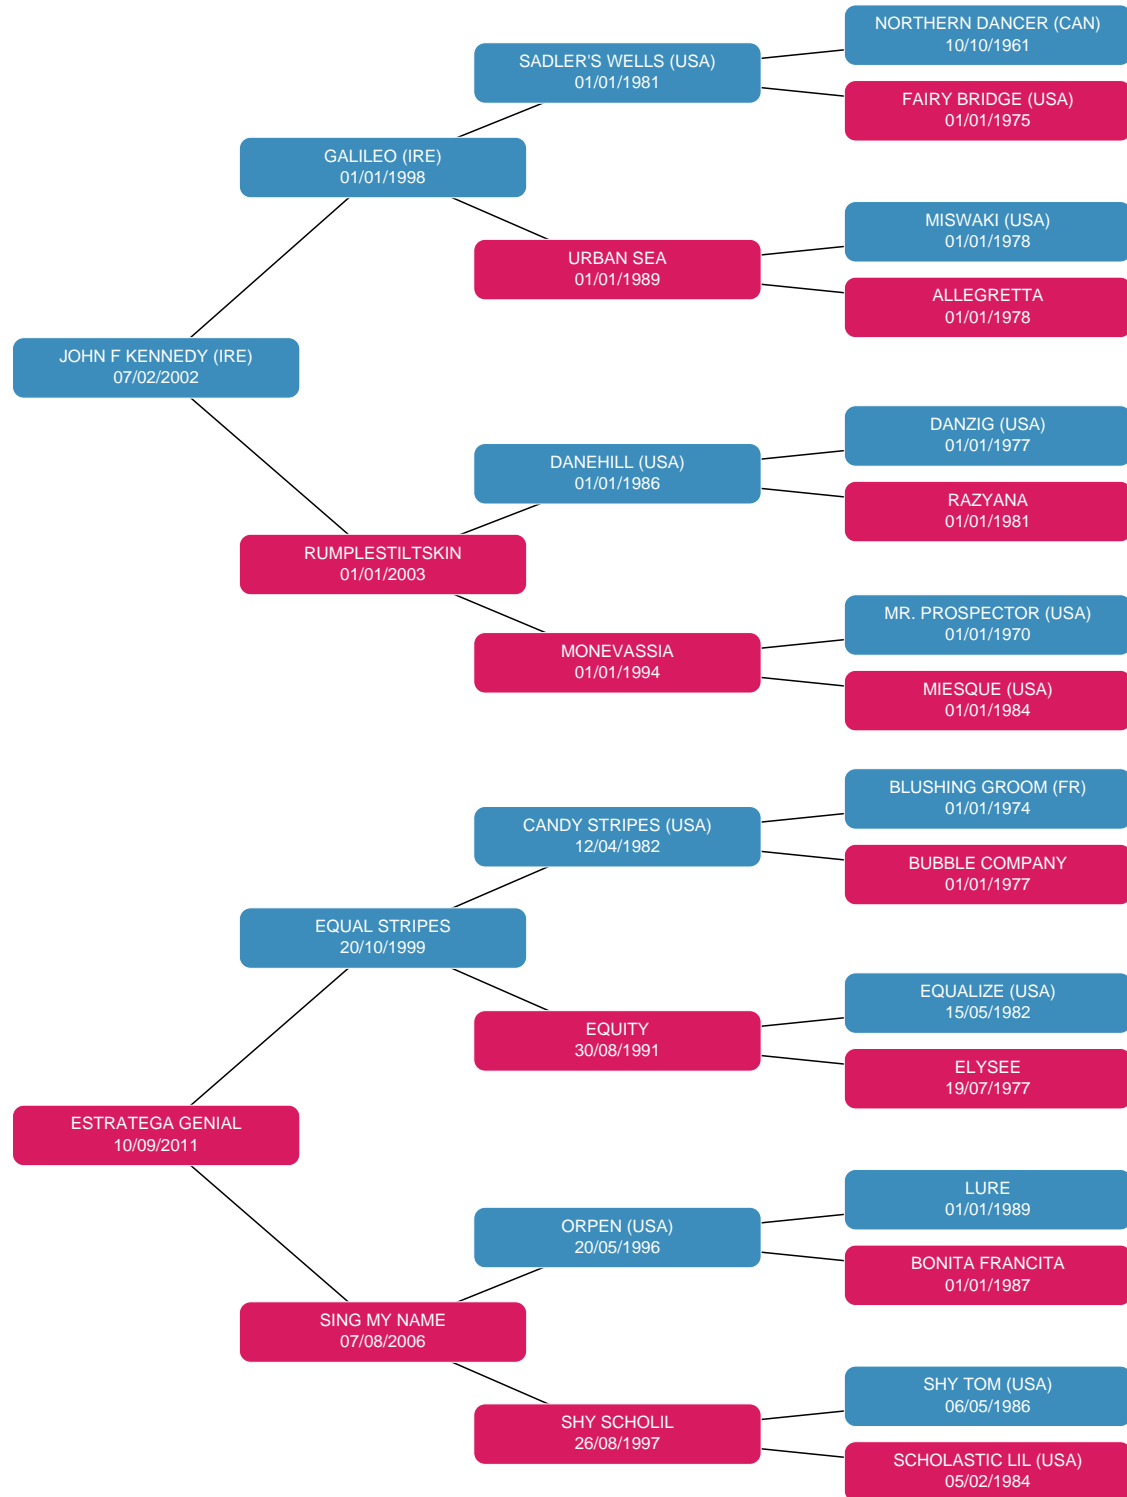 NORTHERN DANCER (CAN)
10/10/1961
SADLER'S WELLS (USA)
01/01/1981
FAIRY BRIDGE (USA)
01/01/1975
GALILEO (IRE)
01/01/1998
MISWAKI (USA)
01/01/1978
URBAN SEA
01/01/1989
ALLEGRETTA
01/01/1978
JOHN F KENNEDY (IRE)
07/02/2002
DANZIG (USA)
01/01/1977
DANEHILL (USA)
01/01/1986
RAZYANA
01/01/1981
RUMPLESTILTSKIN
01/01/2003
MR. PROSPECTOR (USA)
01/01/1970
MONEVASSIA
01/01/1994
MIESQUE (USA)
01/01/1984
BLUSHING GROOM (FR)
01/01/1974
CANDY STRIPES (USA)
12/04/1982
BUBBLE COMPANY
01/01/1977
EQUAL STRIPES
20/10/1999
EQUALIZE (USA)
15/05/1982
EQUITY
30/08/1991
ELYSEE
19/07/1977
ESTRATEGA GENIAL
10/09/2011
LURE
01/01/1989
ORPEN (USA)
20/05/1996
BONITA FRANCITA
01/01/1987
SING MY NAME
07/08/2006
SHY TOM (USA)
06/05/1986
SHY SCHOLIL
26/08/1997
SCHOLASTIC LIL (USA)
05/02/1984